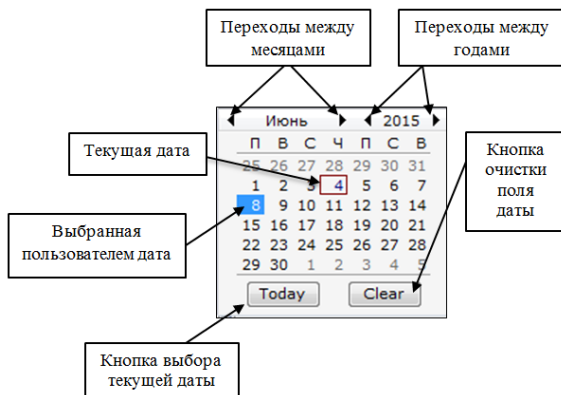 Переходы между
месяцами
Переходы между
годами
Июнь 2015
П В С Ч П С В
25 26 27 28 29 30 31
1 2 3 4 5 6 7
8 9 10 11 12 13 14
15 16 17 18 19 20 21
22 23 24 25 26 27 28
29 30 1 2 3 4 5
Today Clear
Текущая дата
Выбранная
пользователем дата
Кнопка
очистки
поля
даты
Кнопка выбора
текущей даты